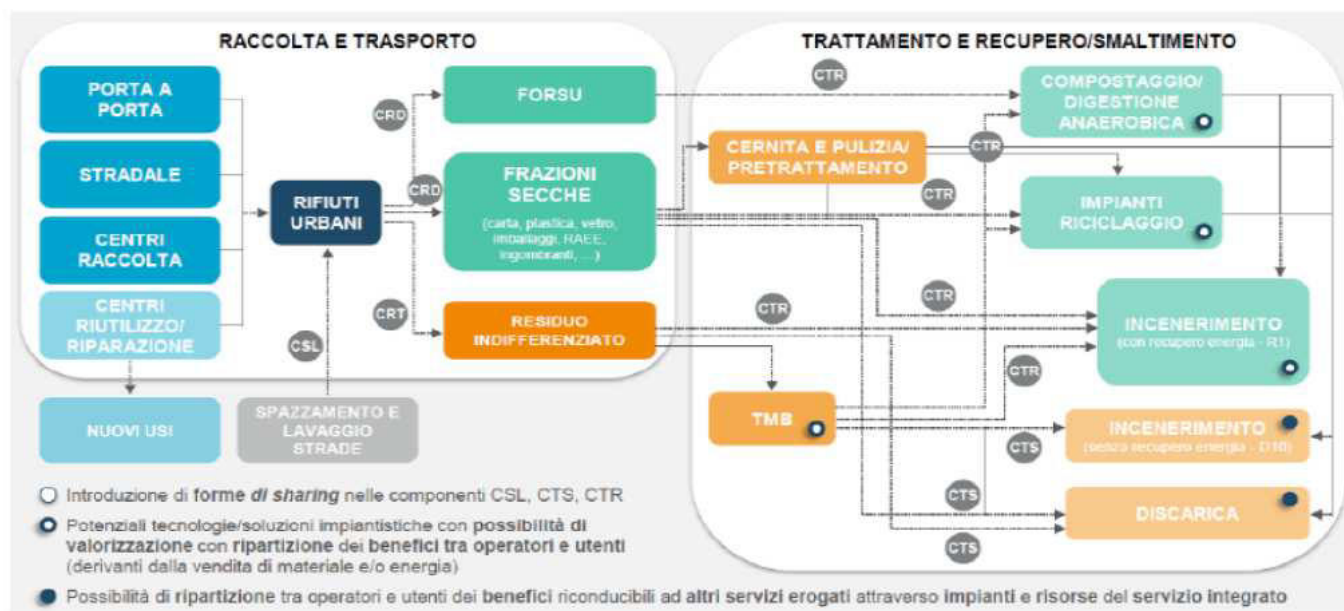 RACCOLTA E TRASPORTO
PORTA A
PORTA
STRADALE
CENTRI
RACCOLTA
CENTRI
RIUTILIZZO/
RIPARAZIONE
NUOVI USI
SPAZZAMENTO E
LAVAGGIO
STRADE
CSL
RIFIUTI
URBANI
CRD
CRD
CRT
FORSU
FRAZIONI
SECCHE
(carta, plastica, vetro,
imballaggi, RAEE,
ingombranti, ...)
RESIDUO
INDIFFERENZIATO
TRATTAMENTO E RECUPERO/SMALTIMENTO
CTR
CERNITA E PULIZIA/
PRETRATTAMENTO
CTR
CTR
CTR
CTR
CTR
TMB
CTS
CTS
CTS
COMPOSTAGGIO/
DIGESTIONE
ANAEROBICA
IMPIANTI
RICICLAGGIO
INCENERIMENTO
(con recupero energia - R1)
INCENERIMENTO
(senza recupero energia - D10)
DISCARICA
Introduzione di forme di sharing nelle componenti CSL, CTS, CTR
Potenziali tecnologie/soluzioni impiantistiche con possibilità di
valorizzazione con ripartizione dei benefici tra operatori e utenti
(derivanti dalla vendita di materiale e/o energia)
Possibilità di ripartizione tra operatori e utenti dei benefici riconducibili ad altri servizi erogati attraverso impianti e risorse del servizio integrato